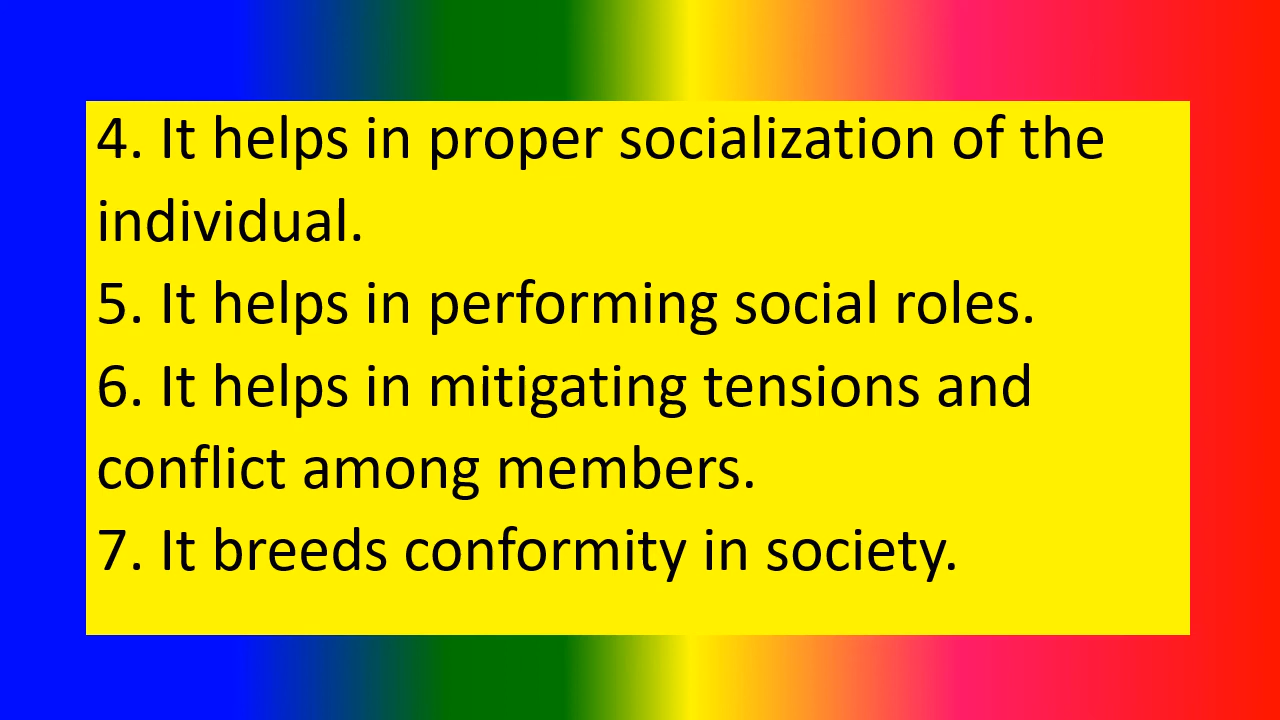 4. It helps in proper socialization of the
individual.
5. It helps in performing social roles.
6. It helps in mitigating tensions and
conflict among members.
7. It breeds conformity in society.